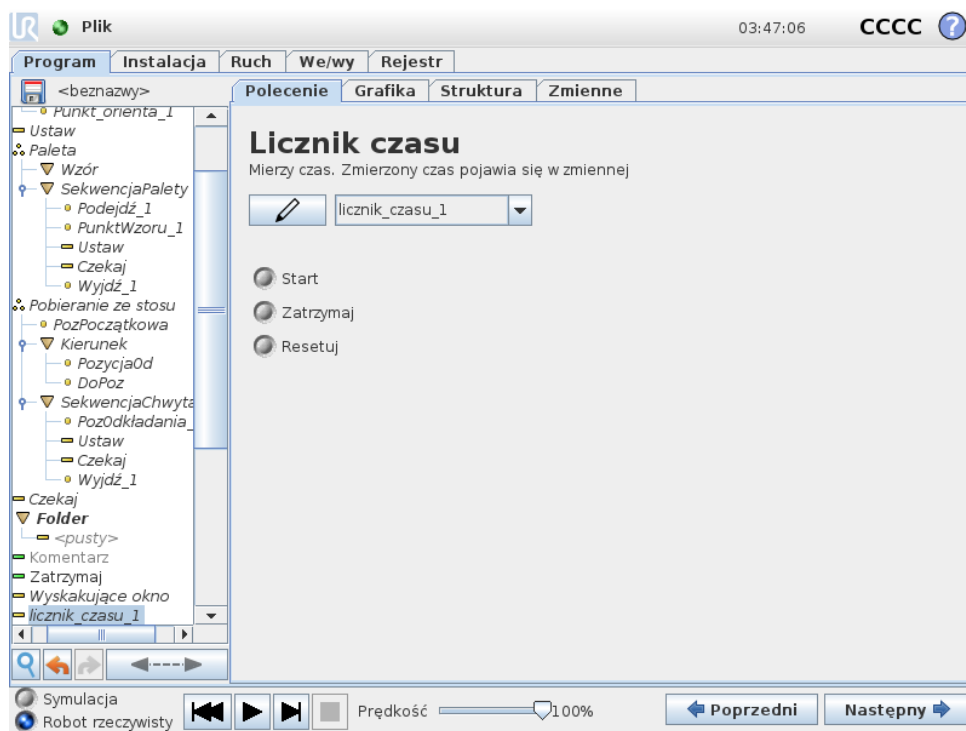 Plik
03:47:06
CCCC
?
Program Instalacja Ruch We/wy Rejestr
<beznazwy>
Polecenie Grafika Struktura Zmienne
Punkt_orienta_1
Ustaw
Paleta
Wzór
SekwencjaPalety
Podejdź_1
PunktWzoru_1
Ustaw
Czekaj
Wyjdź_1
Pobieranie ze stosu
PozPoczątkowa
Kierunek
PozycjaOd
DoPoz
SekwencjaChwyta
PozOdkładania_
Ustaw
Czekaj
Wyjdź_1
Czekaj
Folder
<pusty>
Komentarz
Zatrzymaj
Wyskakujące okno
licznik_czasu_1
Licznik czasu
Mierzy czas. Zmierzony czas pojawia się w zmiennej
licznik_czasu_1
Start
Zatrzymaj
Resetuj
Symulacja
Robot rzeczywisty
Prędkość 100%
Poprzedni
Następny